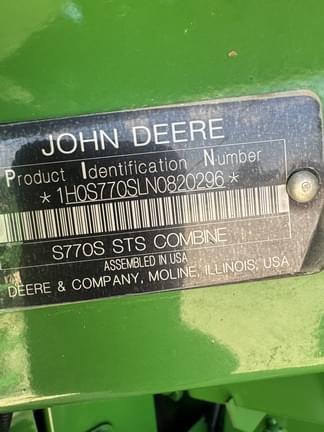 JOHN DEERE
Product Identification Number
*1H0S770SLN0820296*
S770S STS COMBINE
ASSEMBLED IN USA
DEERE & COMPANY, MOLINE, ILLINOIS, USA